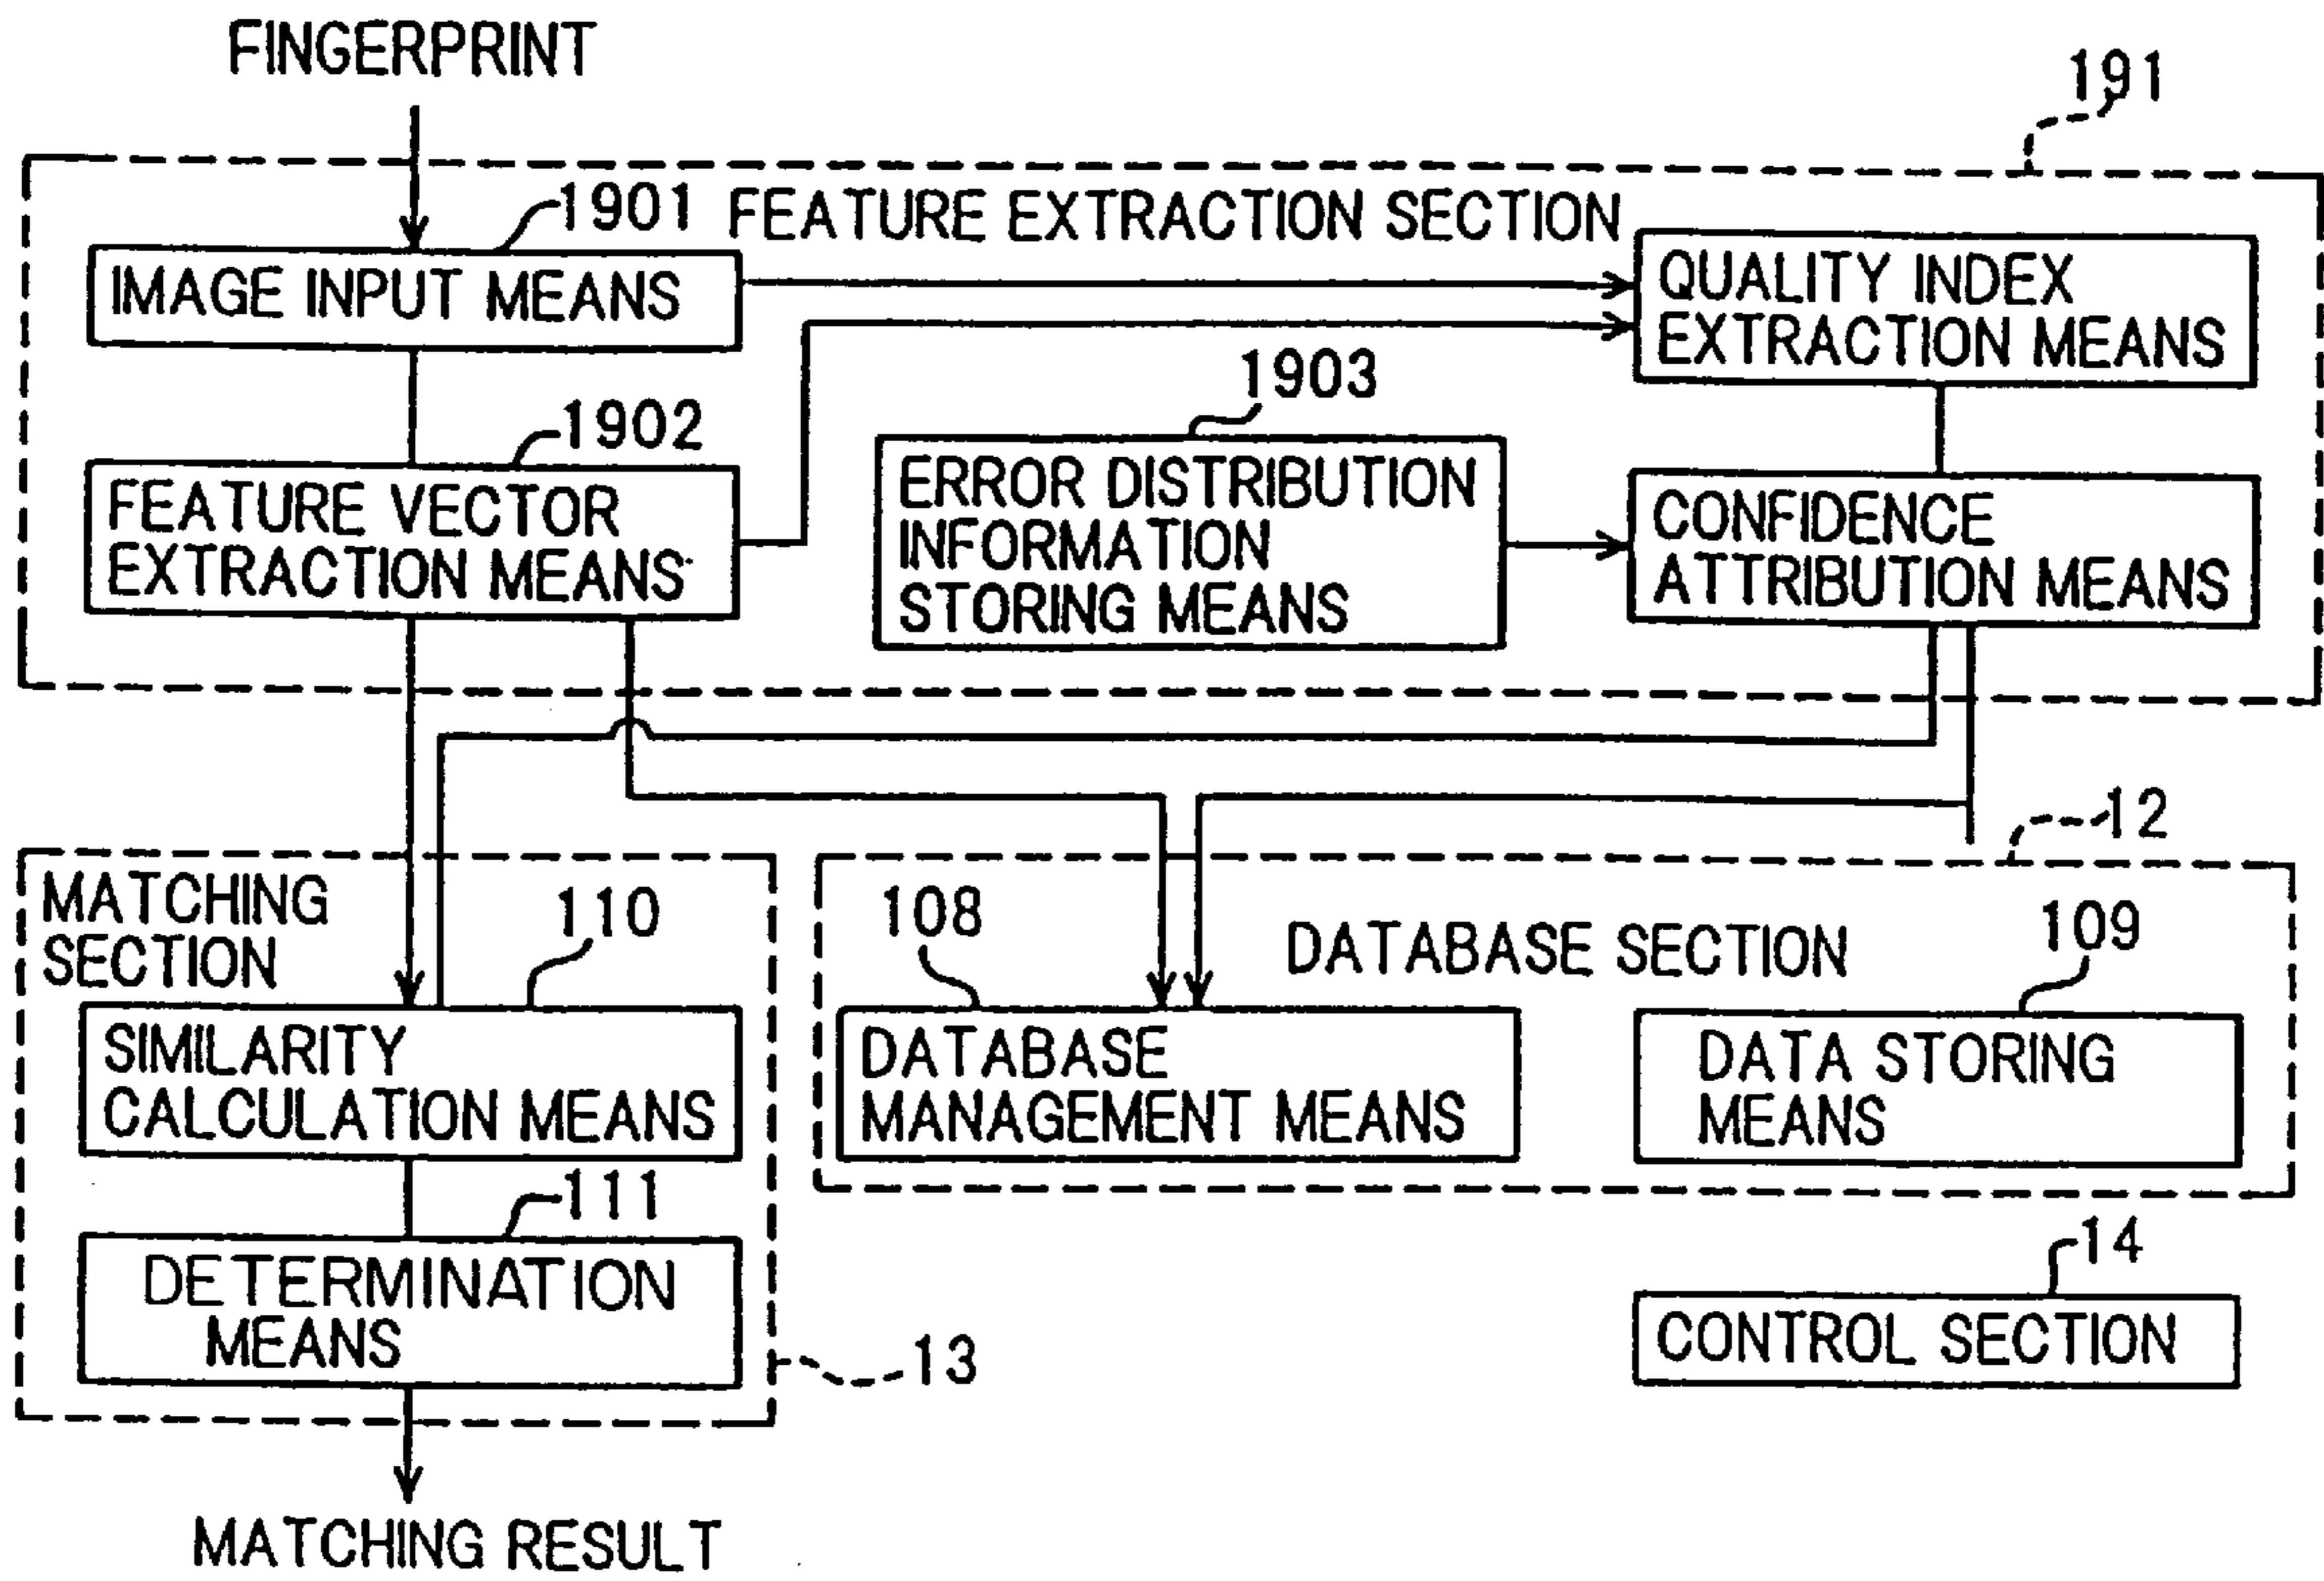 FINGERPRINT
191
1901
FEATURE EXTRACTION SECTION
IMAGE INPUT MEANS
QUALITY INDEX
EXTRACTION MEANS
1902
1903
FEATURE VECTOR
EXTRACTION MEANS
ERROR DISTRIBUTION
INFORMATION
STORING MEANS
CONFIDENCE
ATTRIBUTION MEANS
12
MATCHING
SECTION
110
108
DATABASE SECTION
109
SIMILARITY
CALCULATION MEANS
DATABASE
MANAGEMENT MEANS
DATA STORING
MEANS
111
14
DETERMINATION
MEANS
13
CONTROL SECTION
MATCHING RESULT